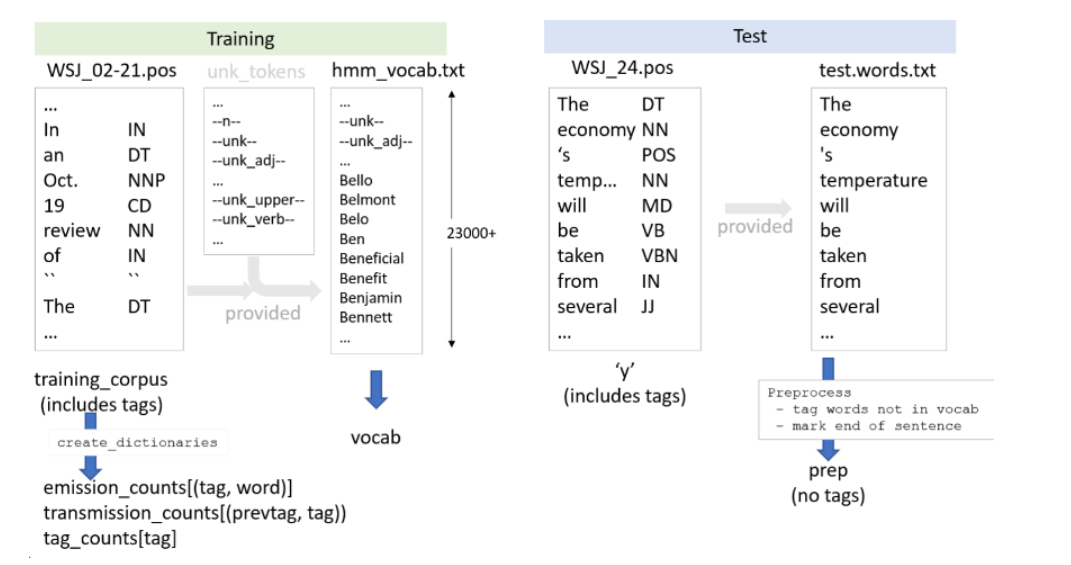 Training
WSJ_02-21.pos
...
In IN
an DT
Oct. NNP
19 CD
review NN
of IN
`` ``
The DT
...
unk_tokens
...
--n--
--unk--
--unk_adj--
...
--unk_upper--
--unk_verb--
...
provided
hmm_vocab.txt
...
--unk--
--unk_adj--
...
Bello
Belmont
Belo
Ben
Beneficial
Benefit
Benjamin
Bennett
...
23000+
training_corpus
(includes tags)
create_dictionaries
emission_counts[(tag, word)]
transmission_counts[(prevtag, tag))
tag_counts[tag]
vocab
Test
WSJ_24.pos
The DT
economy NN
‘s POS
temp... NN
will MD
be VB
taken VBN
from IN
several JJ
...
‘y’
(includes tags)
provided
test.words.txt
The
economy
's
temperature
will
be
taken
from
several
...
Preprocess
- tag words not in vocab
- mark end of sentence
prep
(no tags)